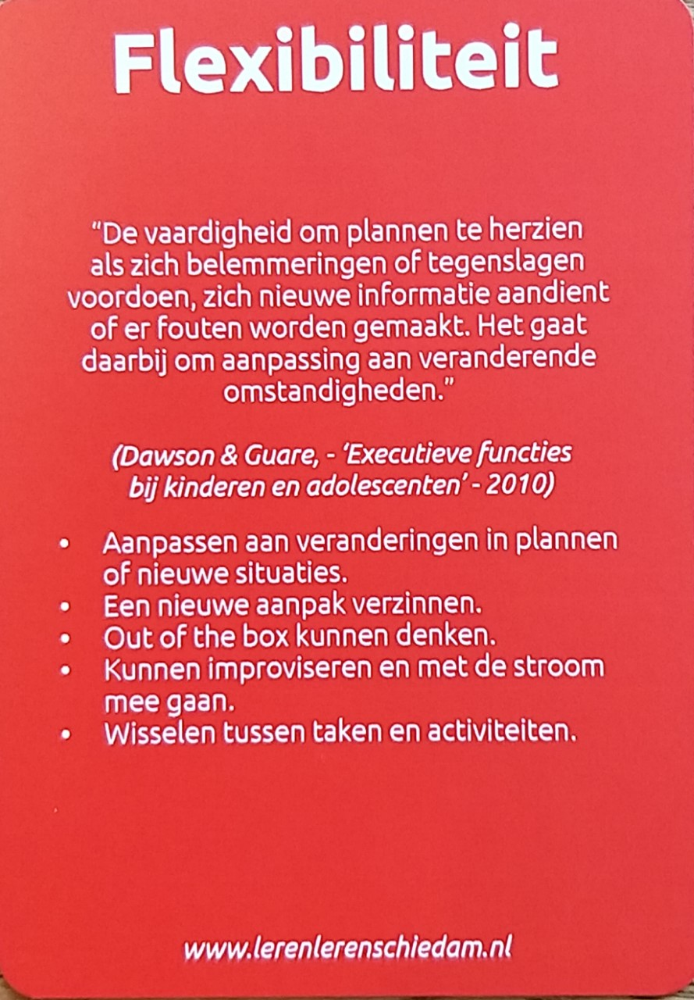 Flexibiliteit
“De vaardigheid om plannen te herzien
als zich belemmeringen of tegenslagen
voordoen, zich nieuwe informatie aandient
of er fouten worden gemaakt. Het gaat
daarbij om aanpassing aan veranderende
omstandigheden.”
(Dawson & Guare, - ‘Executieve functies
bij kinderen en adolescenten’ - 2010)
• Aanpassen aan veranderingen in plannen
of nieuwe situaties.
• Een nieuwe aanpak verzinnen.
• Out of the box kunnen denken.
• Kunnen improviseren en met de stroom
mee gaan.
• Wisselen tussen taken en activiteiten.
www.lerenlerenschiedam.nl